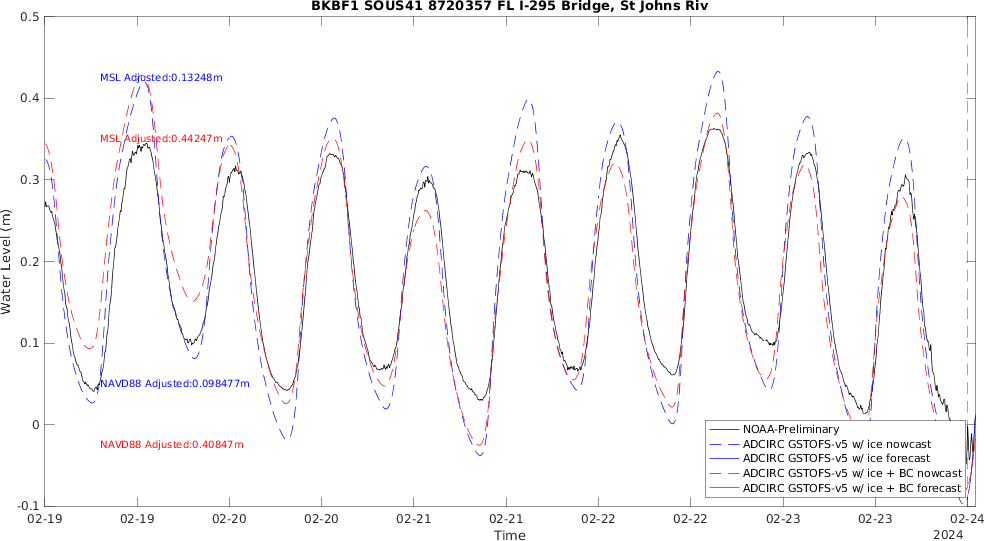 BKBF1 SOUS41 8720357 FL I-295 Bridge, St Johns Riv
0.5
MSL Adjusted:0.13248m
0.4
MSL Adjusted:0.44247m
0.3
0.2
0.1
NAVD88 Adjusted:0.098477m
0
NAVD88 Adjusted:0.40847m
-0.1
Water Level (m)
NOAA-Preliminary
ADCIRC GSTOFS-v5 w/ ice nowcast
ADCIRC GSTOFS-v5 w/ ice forecast
ADCIRC GSTOFS-v5 w/ ice + BC nowcast
ADCIRC GSTOFS-v5 w/ ice + BC forecast
02-19 02-19 02-20 02-20 02-21 02-21 02-22 02-22 02-23 02-23 02-24
Time
2024